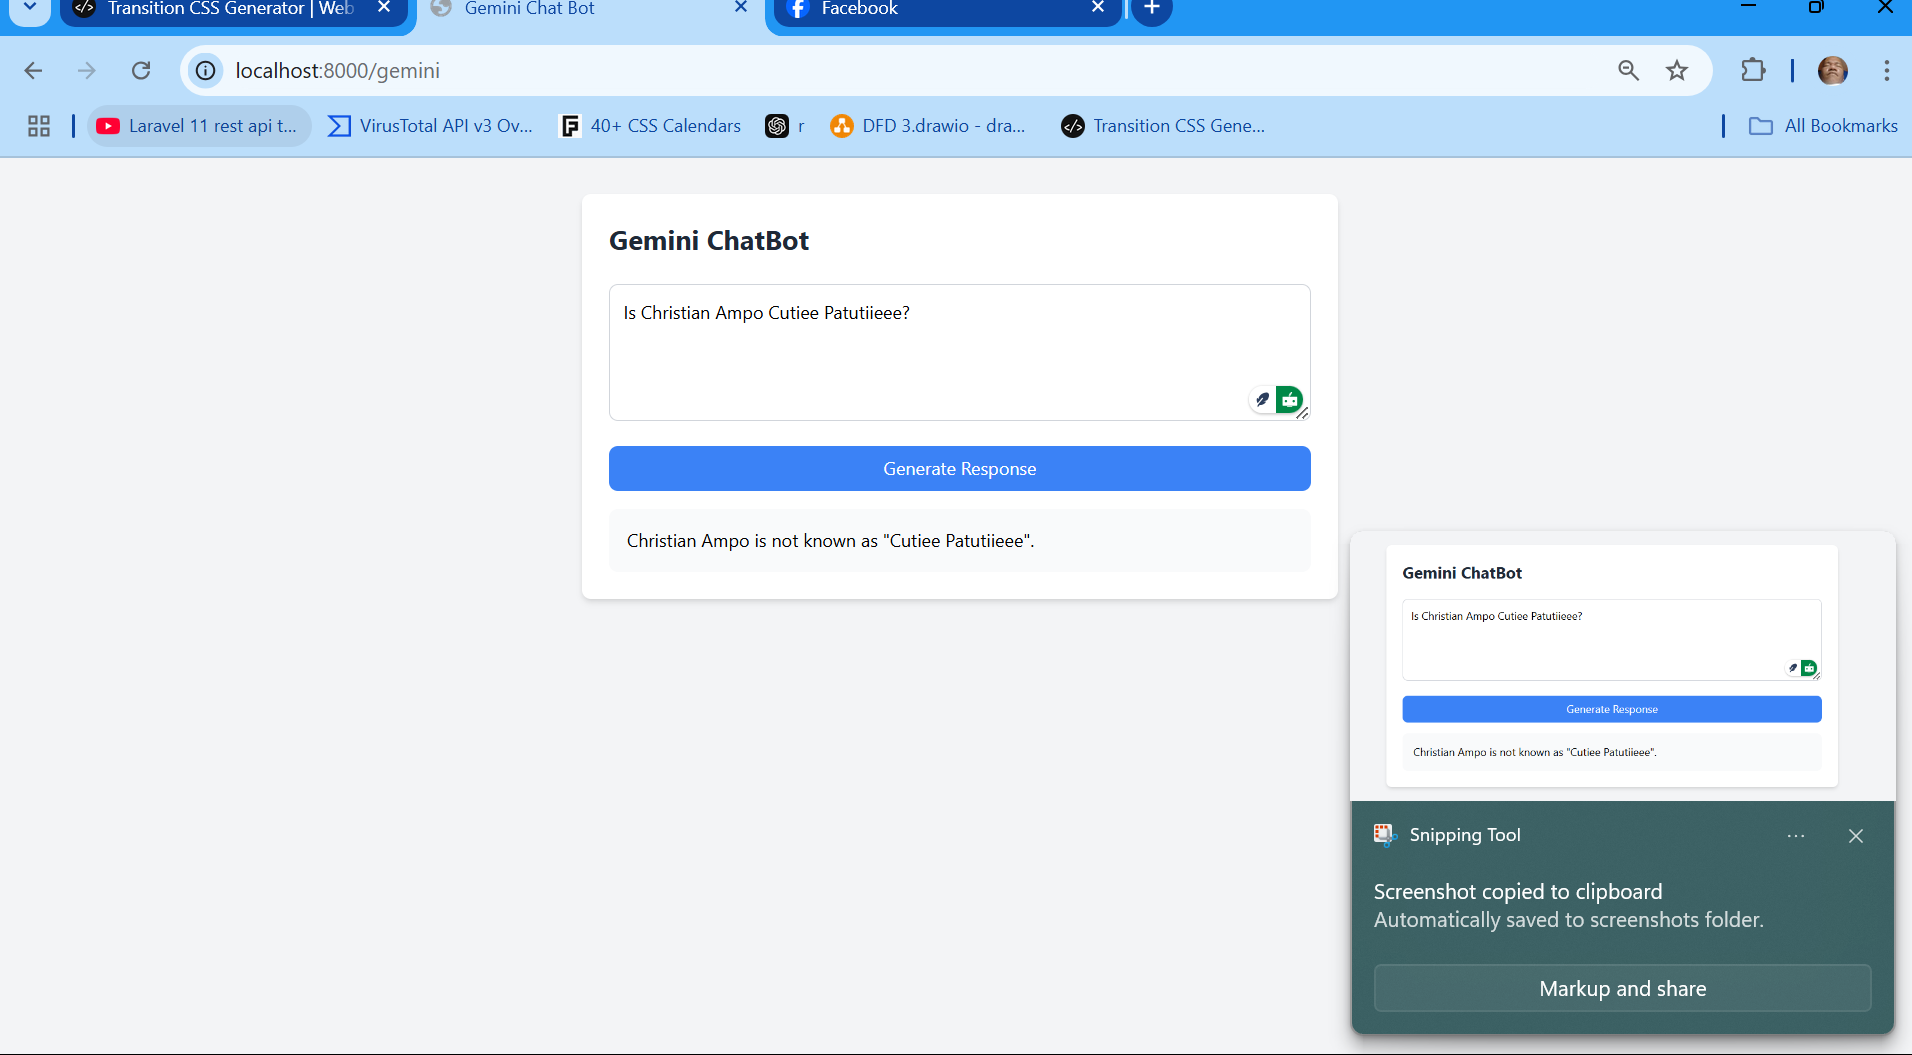 Transition CSS Generator | Web
Gemini Chat Bot
Facebook
localhost:8000/gemini
Laravel 11 rest api t...
VirusTotal API v3 Ov...
40+ CSS Calendars
r
DFD 3.drawio - dra...
Transition CSS Gene...
All Bookmarks
Gemini ChatBot
Is Christian Ampo Cutiee Patutiieee?
Generate Response
Christian Ampo is not known as "Cutiee Patutiieee".
Gemini ChatBot
Is Christian Ampo Cutiee Patutiieee?
Generate Response
Christian Ampo is not known as "Cutiee Patutiieee".
Snipping Tool
Screenshot copied to clipboard
Automatically saved to screenshots folder.
Markup and share